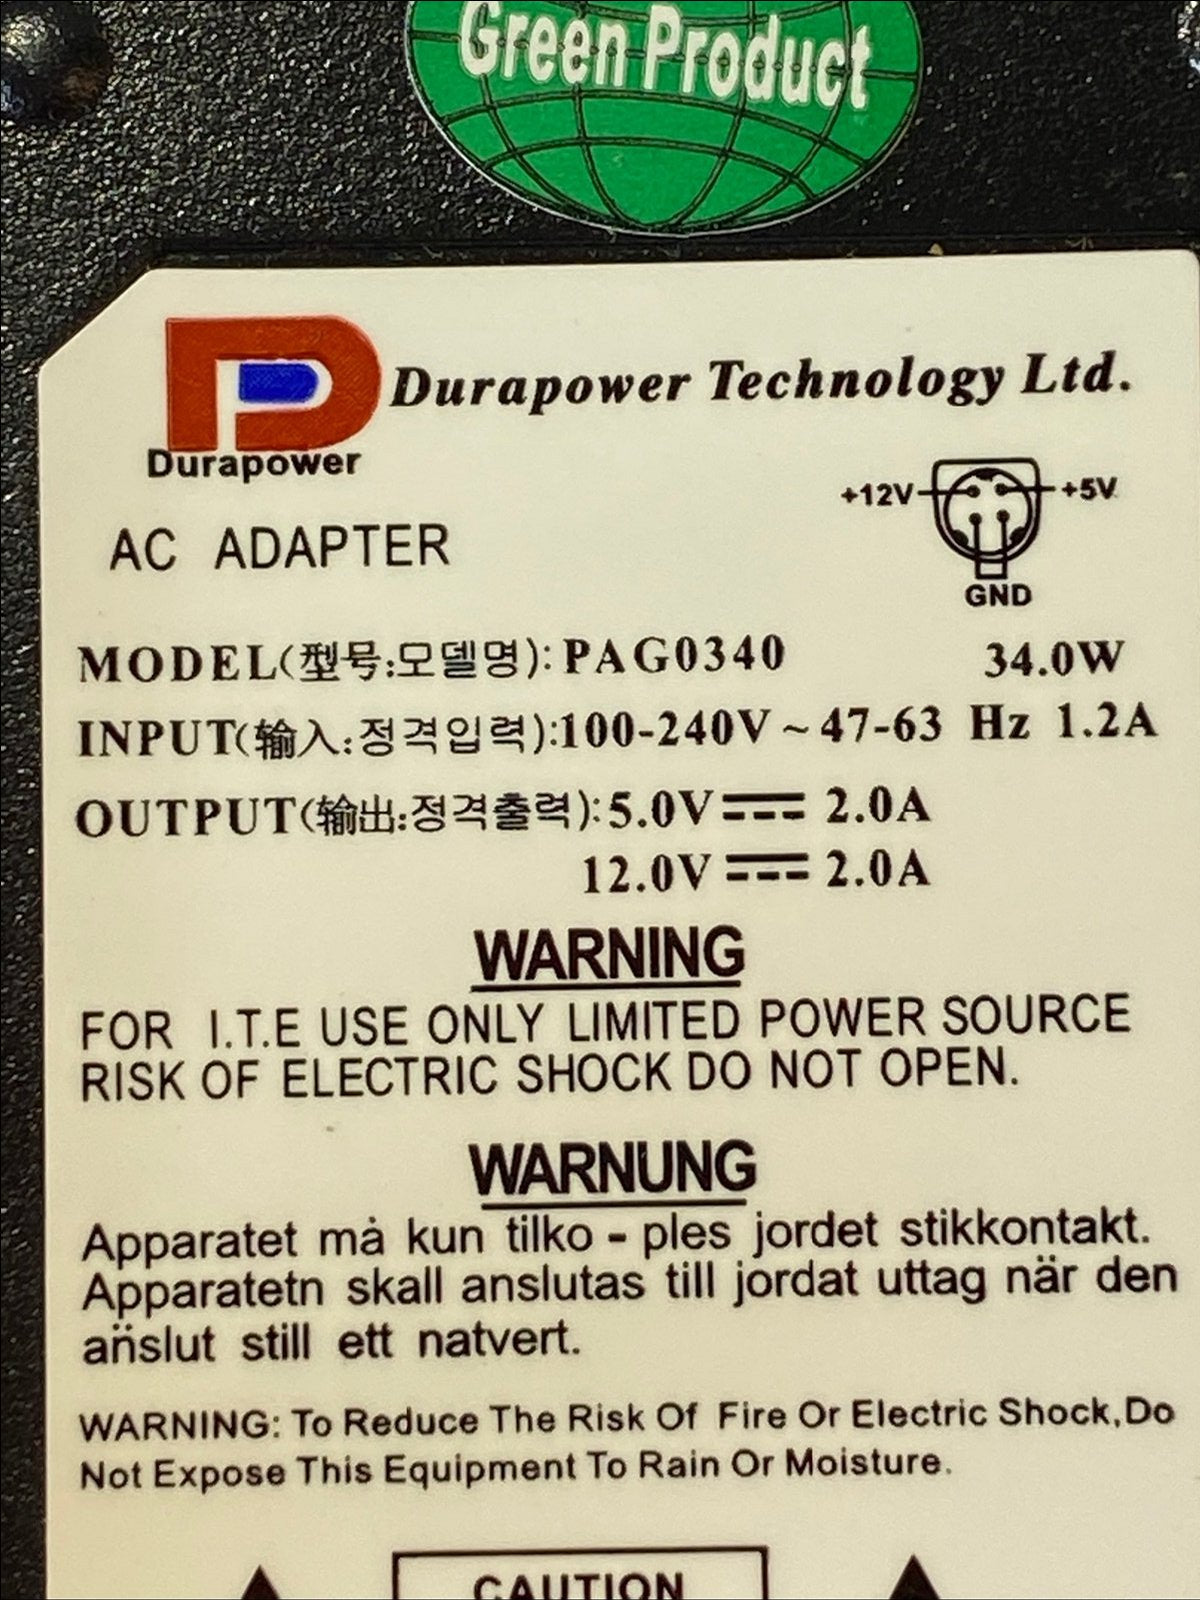 Green Product
Durapower Technology Ltd.
Durapower
+12V +5V
AC ADAPTER
GND
MODEL(型号:모델명):PAG0340 34.0W
INPUT(输入:정격입력):100-240V ~ 47-63 Hz 1.2A
OUTPUT(输出:정격출력):5.0V⎓2.0A
12.0V⎓2.0A
WARNING
FOR I.T.E USE ONLY LIMITED POWER SOURCE
RISK OF ELECTRIC SHOCK DO NOT OPEN.
WARNUNG
Apparatet må kun tilko - ples jordet stikkontakt.
Apparatetn skall anslutas till jordat uttag när den
an̈slut still ett natvert.
WARNING: To Reduce The Risk Of Fire Or Electric Shock,Do
Not Expose This Equipment To Rain Or Moisture.
CAUTION